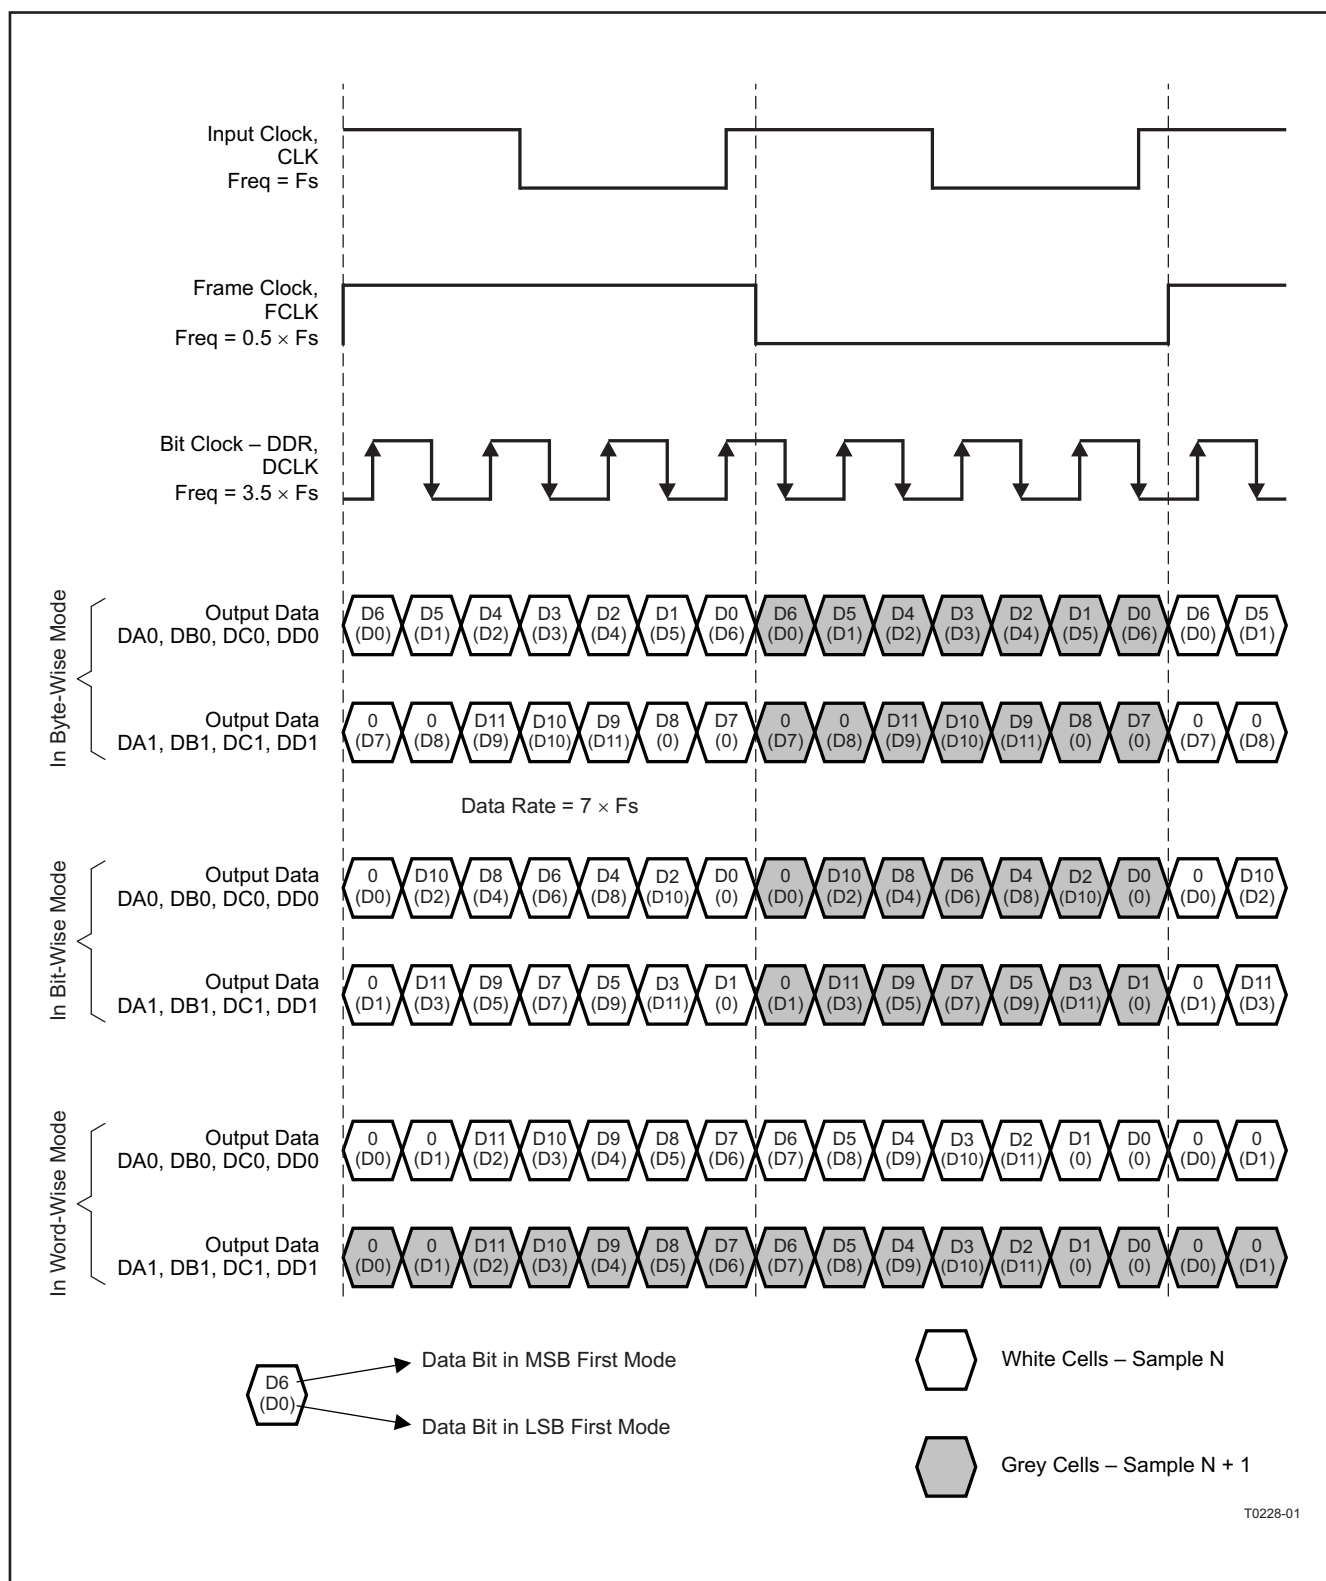 Input Clock,
CLK
Freq = Fs
Frame Clock,
FCLK
Freq = 0.5 × Fs
Bit Clock – DDR,
DCLK
Freq = 3.5 × Fs
In Byte-Wise Mode
Output Data
DA0, DB0, DC0, DD0
D6 D5 D4 D3 D2 D1 D0 D6 D5 D4 D3 D2 D1 D0 D6 D5
(D0) (D1) (D2) (D3) (D4) (D5) (D6) (D0) (D1) (D2) (D3) (D4) (D5) (D6) (D0) (D1)
Output Data
DA1, DB1, DC1, DD1
0 0 D11 D10 D9 D8 D7 0 0 D11 D10 D9 D8 D7 0 0
(D7) (D8) (D9) (D10) (D11) (0) (0) (D7) (D8) (D9) (D10) (D11) (0) (0) (D7) (D8)
Data Rate = 7 × Fs
In Bit-Wise Mode
Output Data
DA0, DB0, DC0, DD0
0 D10 D8 D6 D4 D2 D0 0 D10 D8 D6 D4 D2 D0 0 D10
(D0) (D2) (D4) (D6) (D8) (D10) (0) (D0) (D2) (D4) (D6) (D8) (D10) (0) (D0) (D2)
Output Data
DA1, DB1, DC1, DD1
0 D11 D9 D7 D5 D3 D1 0 D11 D9 D7 D5 D3 D1 0 D11
(D1) (D3) (D5) (D7) (D9) (D11) (0) (D1) (D3) (D5) (D7) (D9) (D11) (0) (D1) (D3)
In Word-Wise Mode
Output Data
DA0, DB0, DC0, DD0
0 0 D11 D10 D9 D8 D7 D6 D5 D4 D3 D2 D1 D0 0 0
(D0) (D1) (D2) (D3) (D4) (D5) (D6) (D7) (D8) (D9) (D10) (D11) (0) (0) (D0) (D1)
Output Data
DA1, DB1, DC1, DD1
0 0 D11 D10 D9 D8 D7 D6 D5 D4 D3 D2 D1 D0 0 0
(D0) (D1) (D2) (D3) (D4) (D5) (D6) (D7) (D8) (D9) (D10) (D11) (0) (0) (D0) (D1)
D6
(D0)
Data Bit in MSB First Mode
Data Bit in LSB First Mode
White Cells – Sample N
Grey Cells – Sample N + 1
T0228-01